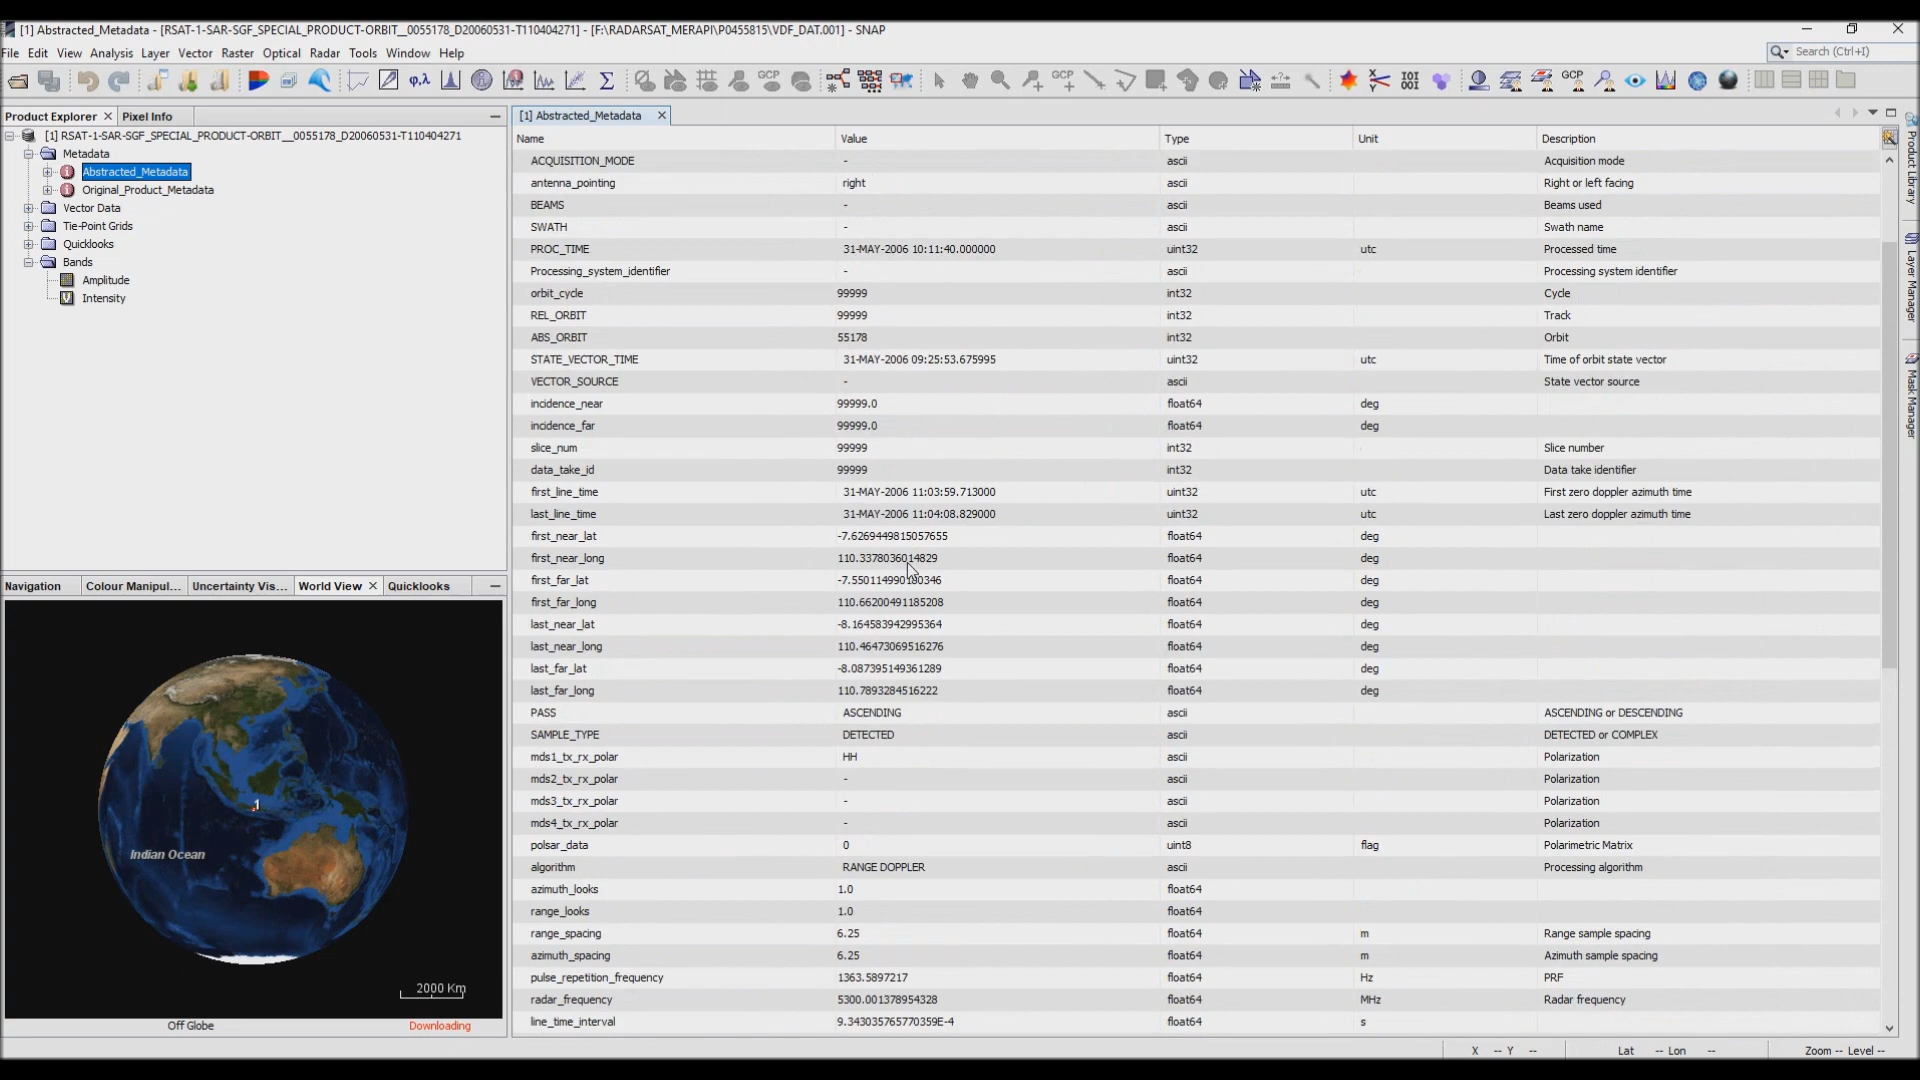 [1] Abstracted_Metadata - [RSAT-1-SAR-SGF_SPECIAL_PRODUCT-ORBIT__0055178_D20060531-T110404271] - [F:\RADARSAT_MERAPI\P0455815\VDF_DAT.001] - SNAP
File Edit View Analysis Layer Vector Raster Optical Radar Tools Window Help
Search (Ctrl+I)
Product Explorer Pixel Info
[1] RSAT-1-SAR-SGF_SPECIAL_PRODUCT-ORBIT__0055178_D20060531-T110404271
Metadata
Abstracted_Metadata
Original_Product_Metadata
Vector Data
Tie-Point Grids
Quicklooks
Bands
Amplitude
Intensity
Navigation Colour Manipul... Uncertainty Vis... World View Quicklooks
1
Indian Ocean
2000 Km
Off Globe Downloading
[1] Abstracted_Metadata
Name Value Type Unit Description
ACQUISITION_MODE - ascii Acquisition mode
antenna_pointing right ascii Right or left facing
BEAMS - ascii Beams used
SWATH - ascii Swath name
PROC_TIME 31-MAY-2006 10:11:40.000000 uint32 utc Processed time
Processing_system_identifier - ascii Processing system identifier
orbit_cycle 99999 int32 Cycle
REL_ORBIT 99999 int32 Track
ABS_ORBIT 55178 int32 Orbit
STATE_VECTOR_TIME 31-MAY-2006 09:25:53.675995 uint32 utc Time of orbit state vector
VECTOR_SOURCE - ascii State vector source
incidence_near 99999.0 float64 deg
incidence_far 99999.0 float64 deg
slice_num 99999 int32 Slice number
data_take_id 99999 int32 Data take identifier
first_line_time 31-MAY-2006 11:03:59.713000 uint32 utc First zero doppler azimuth time
last_line_time 31-MAY-2006 11:04:08.829000 uint32 utc Last zero doppler azimuth time
first_near_lat -7.6269449815057655 float64 deg
first_near_long 110.3378036014829 float64 deg
first_far_lat float64 deg
first_far_long 110.66200491185208 float64 deg
last_near_lat -8.164583942995364 float64 deg
last_near_long 110.46473069516276 float64 deg
last_far_lat -8.087395149361289 float64 deg
last_far_long 110.7893284516222 float64 deg
PASS ASCENDING ascii ASCENDING or DESCENDING
SAMPLE_TYPE DETECTED ascii DETECTED or COMPLEX
mds1_tx_rx_polar HH ascii Polarization
mds2_tx_rx_polar - ascii Polarization
mds3_tx_rx_polar - ascii Polarization
mds4_tx_rx_polar - ascii Polarization
polsar_data 0 uint8 flag Polarimetric Matrix
algorithm RANGE DOPPLER ascii Processing algorithm
azimuth_looks 1.0 float64
range_looks 1.0 float64
range_spacing 6.25 float64 m Range sample spacing
azimuth_spacing 6.25 float64 m Azimuth sample spacing
pulse_repetition_frequency 1363.5897217 float64 Hz PRF
radar_frequency 5300.001378954328 float64 MHz Radar frequency
line_time_interval 9.343035765770359E-4 float64 s
Product Library
Layer Manager
Mask Manager
X -- Y -- Lat -- Lon -- Zoom -- Level --